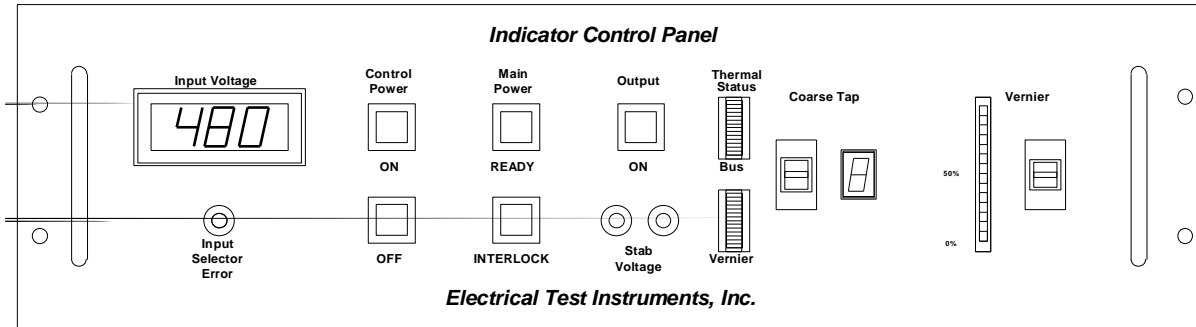 Indicator Control Panel
Input Voltage
480
Control
Power
Main
Power
Output
Thermal
Status
Coarse Tap
Vernier
ON
READY
ON
Bus
50%
0%
Input
Selector
Error
OFF
INTERLOCK
Stab
Voltage
Vernier
Electrical Test Instruments, Inc.